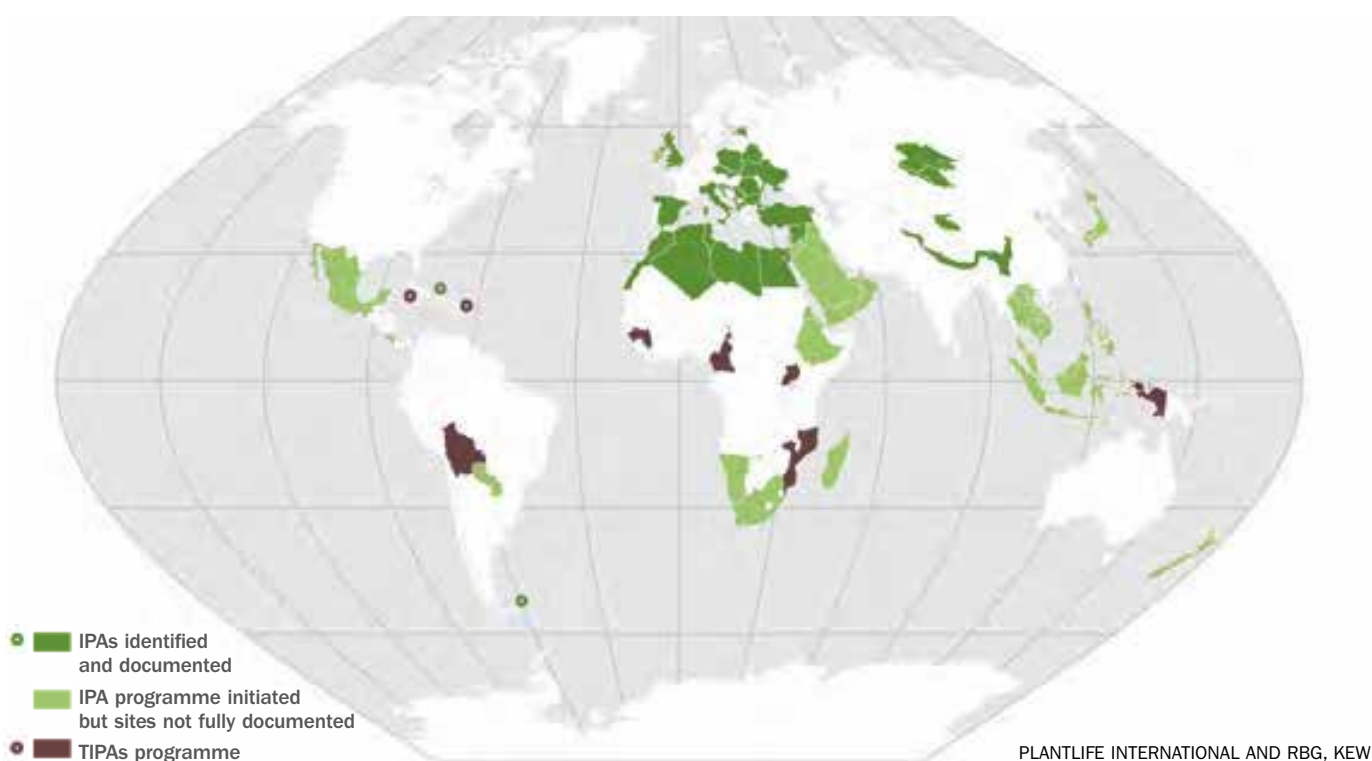 IPAs identified
and documented
IPA programme initiated
but sites not fully documented
TIPAs programme
PLANTLIFE INTERNATIONAL AND RBG, KEW